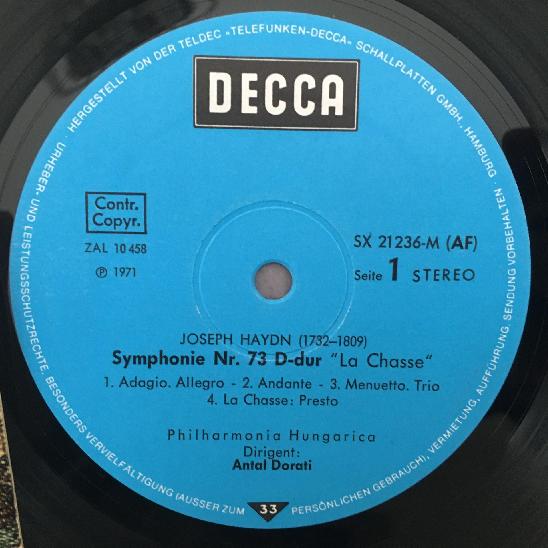 · HERGESTELLT VON DER TELDEC »TELEFUNKEN-DECCA« SCHALLPLATTEN GMBH, HAMBURG ·
URHEBER- UND LEISTUNGSSCHUTZRECHTE, BESONDERS VERVIELFÄLTIGUNG (AUSSER ZUM PERSÖNLICHEN GEBRAUCH), VERMIETUNG, AUFFÜHRUNG, SENDUNG VORBEHALTEN
DECCA
Contr.
Copyr.
ZAL 10 458
℗ 1971
SX 21236-M (AF)
Seite 1 STEREO
JOSEPH HAYDN (1732–1809)
Symphonie Nr. 73 D-dur "La Chasse"
1. Adagio. Allegro - 2. Andante - 3. Menuetto. Trio
4. La Chasse: Presto
Philharmonia Hungarica
Dirigent:
Antal Dorati
33